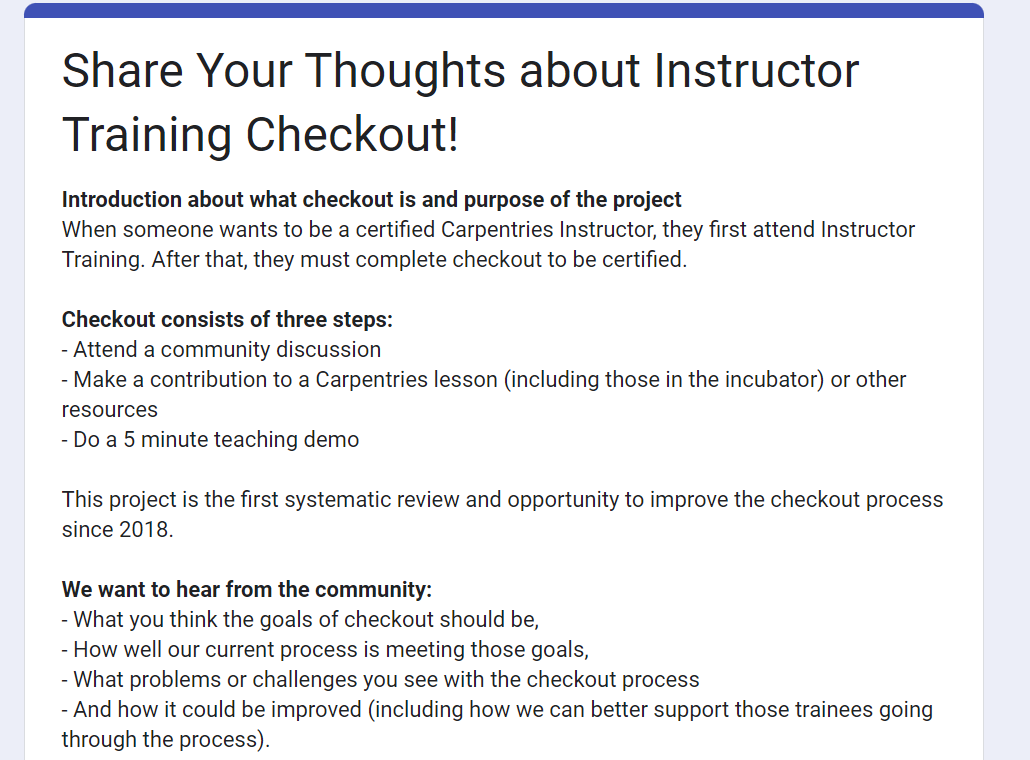 Share Your Thoughts about Instructor
Training Checkout!
Introduction about what checkout is and purpose of the project
When someone wants to be a certified Carpentries Instructor, they first attend Instructor
Training. After that, they must complete checkout to be certified.
Checkout consists of three steps:
- Attend a community discussion
- Make a contribution to a Carpentries lesson (including those in the incubator) or other
resources
- Do a 5 minute teaching demo
This project is the first systematic review and opportunity to improve the checkout process
since 2018.
We want to hear from the community:
- What you think the goals of checkout should be,
- How well our current process is meeting those goals,
- What problems or challenges you see with the checkout process
- And how it could be improved (including how we can better support those trainees going
through the process).